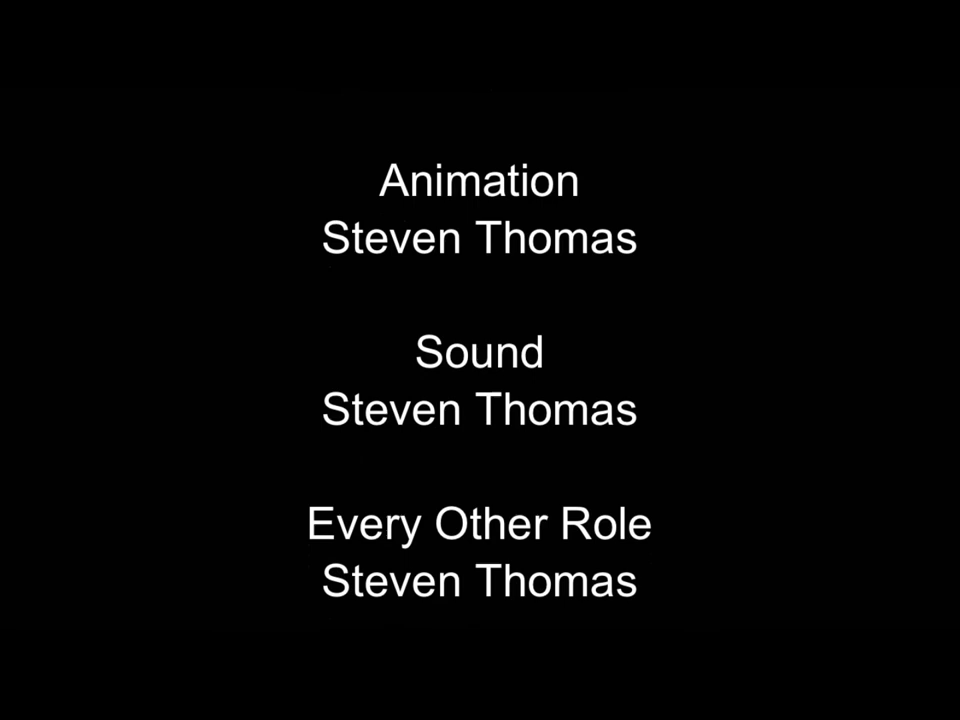 Animation
Steven Thomas
Sound
Steven Thomas
Every Other Role
Steven Thomas